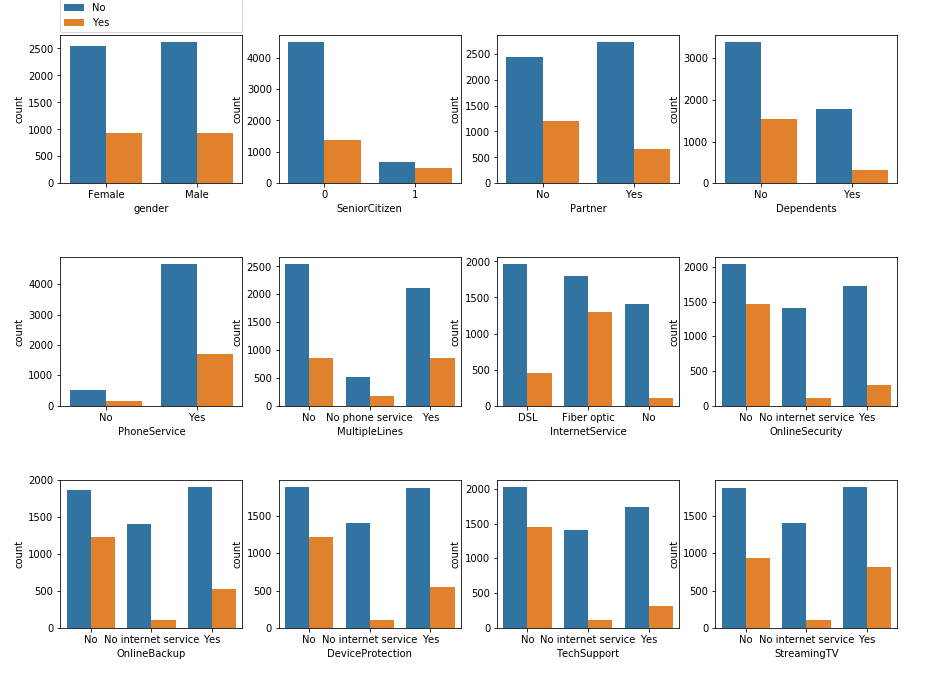 No
Yes
2500
2000
1500
1000
500
0
count
Female Male
gender
4000
3000
2000
1000
0
count
0 1
SeniorCitizen
2500
2000
1500
1000
500
0
count
No Yes
Partner
3000
2000
1000
0
count
No Yes
Dependents
4000
3000
2000
1000
0
count
No Yes
PhoneService
2500
2000
1500
1000
500
0
count
No No phone service Yes
MultipleLines
2000
1500
1000
500
0
count
DSL Fiber optic No
InternetService
2000
1500
1000
500
0
count
No No internet service Yes
OnlineSecurity
2000
1500
1000
500
0
count
No No internet service Yes
OnlineBackup
1500
1000
500
0
count
No No internet service Yes
DeviceProtection
2000
1500
1000
500
0
count
No No internet service Yes
TechSupport
1500
1000
500
0
count
No No internet service Yes
StreamingTV